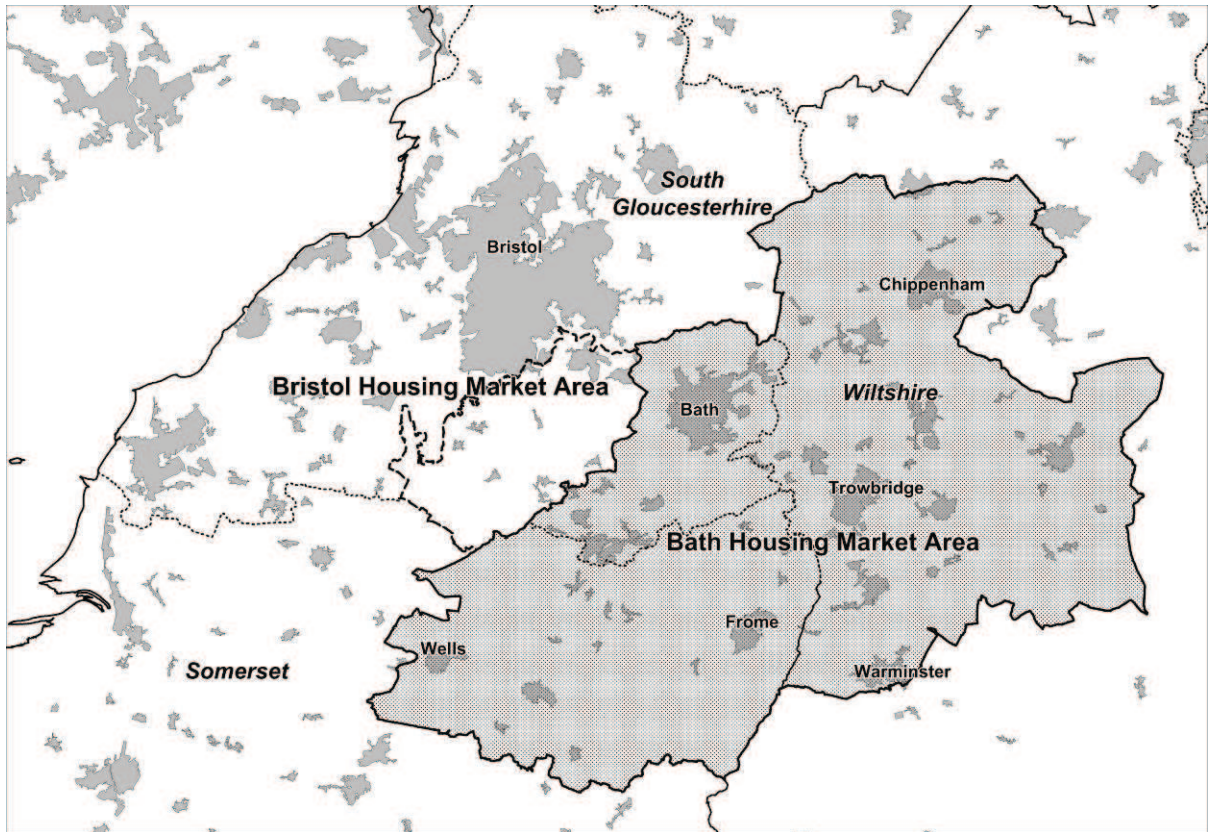 South
Gloucesterhire
Bristol
Chippenham
Bristol Housing Market Area
Wiltshire
Bath
Trowbridge
Bath Housing Market Area
Frome
Wells
Somerset
Warminster